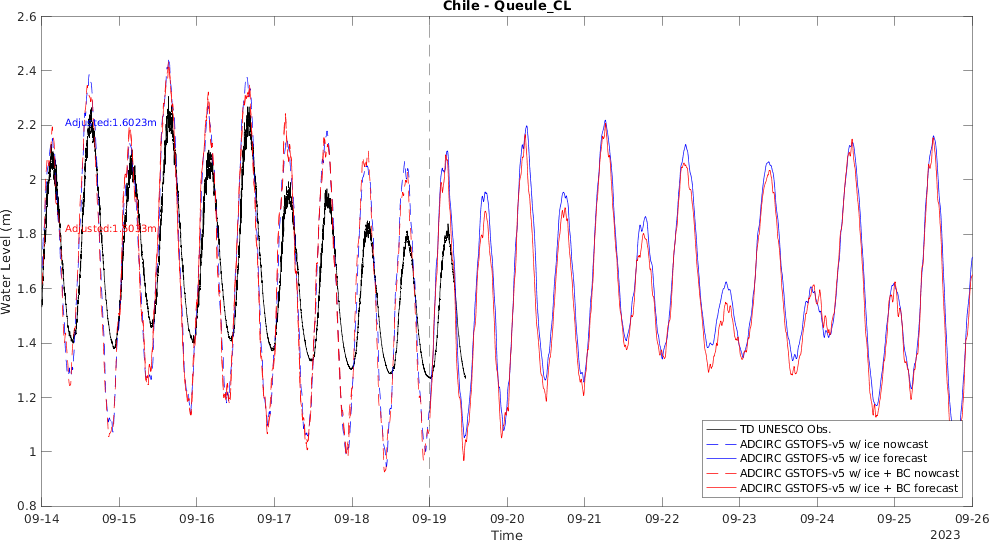 Chile - Queule_CL
2.6
2.4
2.2
2
1.8
1.6
1.4
1.2
1
0.8
Water Level (m)
Adjusted:1.6023m
TD UNESCO Obs.
ADCIRC GSTOFS-v5 w/ ice nowcast
ADCIRC GSTOFS-v5 w/ ice forecast
ADCIRC GSTOFS-v5 w/ ice + BC nowcast
ADCIRC GSTOFS-v5 w/ ice + BC forecast
09-14 09-15 09-16 09-17 09-18 09-19 09-20 09-21 09-22 09-23 09-24 09-25 09-26
Time
2023